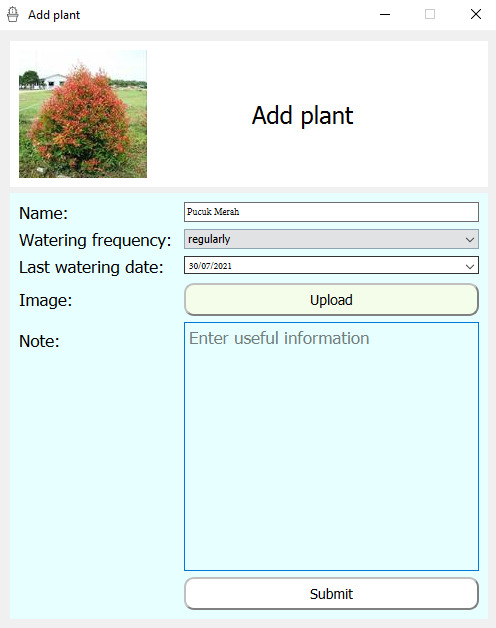 Add plant
Add plant
Name:
Pucuk Merah
Watering frequency:
regularly
Last watering date:
30/07/2021
Image:
Upload
Note:
Enter useful information
Submit